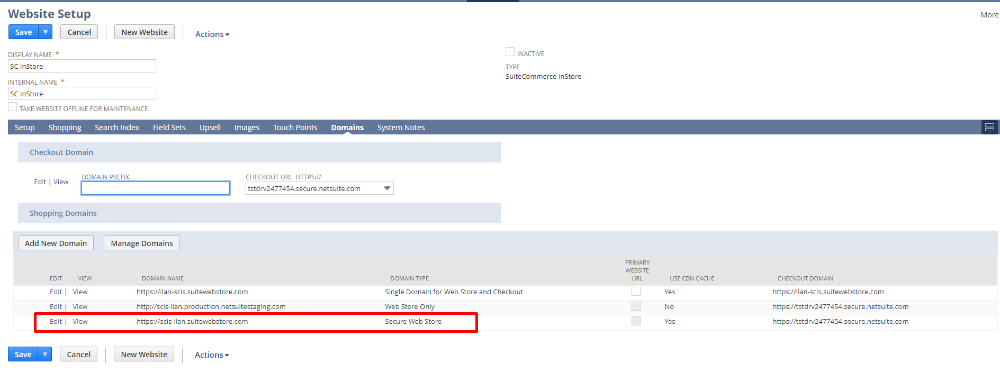 Website Setup
More
Save
Cancel
New Website
Actions
DISPLAY NAME *
SC InStore
INTERNAL NAME *
SC InStore
TAKE WEBSITE OFFLINE FOR MAINTENANCE
INACTIVE
TYPE
SuiteCommerce InStore
Setup Shopping Search Index Field Sets Upsell Images Touch Points Domains System Notes
Checkout Domain
Edit | View
DOMAIN PREFIX
CHECKOUT URL HTTPS://
tstdrv2477454.secure.netsuite.com
Shopping Domains
Add New Domain
Manage Domains
EDIT VIEW DOMAIN NAME DOMAIN TYPE PRIMARY WEBSITE URL USE CDN CACHE CHECKOUT DOMAIN
Edit | View https://ilan-scis.suitewebstore.com Single Domain for Web Store and Checkout Yes https://ilan-scis.suitewebstore.com
Edit | View http://scis-ilan.production.netsuitestaging.com Web Store Only No https://tstdrv2477454.secure.netsuite.com
Edit | View https://scis-ilan.suitewebstore.com Secure Web Store Yes https://tstdrv2477454.secure.netsuite.com
Save
Cancel
New Website
Actions